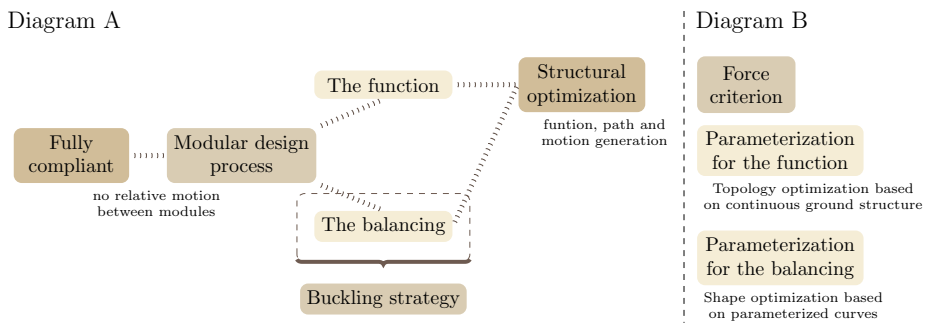 Diagram A
The function
Structural
optimization
funtion, path and
motion generation
Fully
compliant
Modular design
process
no relative motion
between modules
The balancing
Buckling strategy
Diagram B
Force
criterion
Parameterization
for the function
Topology optimization based
on continuous ground structure
Parameterization
for the balancing
Shape optimization based
on parameterized curves